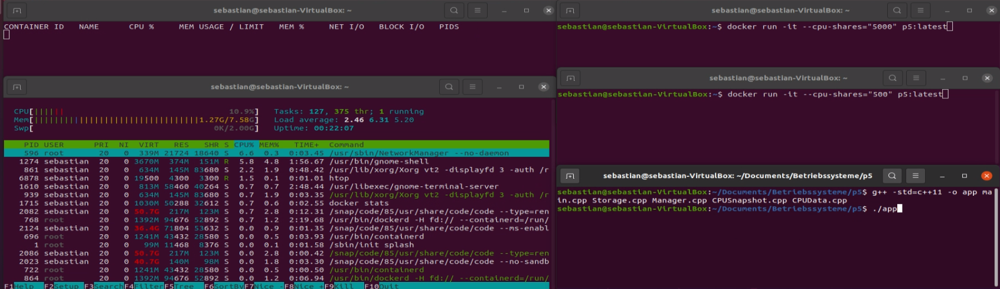 sebastian@sebastian-VirtualBox: ~
CONTAINER ID   NAME       CPU %     MEM USAGE / LIMIT   MEM %     NET I/O   BLOCK I/O   PIDS
sebastian@sebastian-VirtualBox: ~
CPU[|||||| 10.9%]   Tasks: 127, 375 thr; 1 running
Mem[|||||||||||||||||||||||||||||||||1.27G/7.58G]   Load average: 2.46 6.31 5.20
Swp[ 0K/2.00G]   Uptime: 00:22:07
PID USER      PRI  NI  VIRT   RES   SHR S CPU% MEM%   TIME+  Command
596 root       20   0  339M 21724 18640 S  6.6  0.3  0:03.45 /usr/sbin/NetworkManager --no-daemon
1274 sebastian  20   0 3670M  374M  151M R  5.8  4.8  1:56.67 /usr/bin/gnome-shell
861 sebastian  20   0  634M  145M 83680 S  2.2  1.9  0:48.42 /usr/lib/xorg/Xorg vt2 -displayfd 3 -auth /r
6878 sebastian  20   0 19500  4300  3300 R  1.5  0.1  0:01.01 htop
1610 sebastian  20   0  813M 58460 40264 S  0.7  0.7  2:48.44 /usr/libexec/gnome-terminal-server
939 sebastian  20   0  634M  145M 83680 S  0.7  1.9  0:03.35 /usr/lib/xorg/Xorg vt2 -displayfd 3 -auth /r
1715 sebastian  20   0 1030M 50288 32612 S  0.7  0.6  0:02.55 docker stats
2082 sebastian  20   0 50.7G  217M  123M S  0.7  2.8  0:12.31 /snap/code/85/usr/share/code/code --type=ren
768 root       20   0 1392M 94676 52892 S  0.7  1.2  2:19.68 /usr/bin/dockerd -H fd:// --containerd=/run/
2124 sebastian  20   0 36.4G 71804 53632 S  0.0  0.9  0:01.35 /snap/code/85/usr/share/code/code --ms-enabl
696 root       20   0 1241M 43432 28580 S  0.0  0.5  0:03.93 /usr/bin/containerd
1 root       20   0   99M 11468  8376 S  0.0  0.1  0:01.58 /sbin/init splash
2086 sebastian  20   0 50.7G  217M  123M S  0.0  2.8  0:00.42 /snap/code/85/usr/share/code/code --type=ren
2023 sebastian  20   0 40.7G  140M   98M S  0.0  1.8  0:03.30 /snap/code/85/usr/share/code/code --no-sandb
722 root       20   0 1241M 43432 28580 S  0.0  0.5  0:00.50 /usr/bin/containerd
864 root       20   0 1392M 94676 52892 S  0.0  1.2  0:06.94 /usr/bin/dockerd -H fd:// --containerd=/run/
F1Help  F2Setup F3SearchF4FilterF5Tree  F6SortByF7Nice -F8Nice +F9Kill  F10Quit
sebastian@sebastian-VirtualBox: ~
sebastian@sebastian-VirtualBox:~$ docker run -it --cpu-shares="5000" p5:latest
sebastian@sebastian-VirtualBox: ~
sebastian@sebastian-VirtualBox:~$ docker run -it --cpu-shares="500" p5:latest
sebastian@sebastian-VirtualBox: ~/Documents/Betriebssysteme/p5
sebastian@sebastian-VirtualBox:~/Documents/Betriebssysteme/p5$ g++ -std=c++11 -o app ma
in.cpp Storage.cpp Manager.cpp CPUSnapshot.cpp CPUData.cpp
sebastian@sebastian-VirtualBox:~/Documents/Betriebssysteme/p5$ ./app